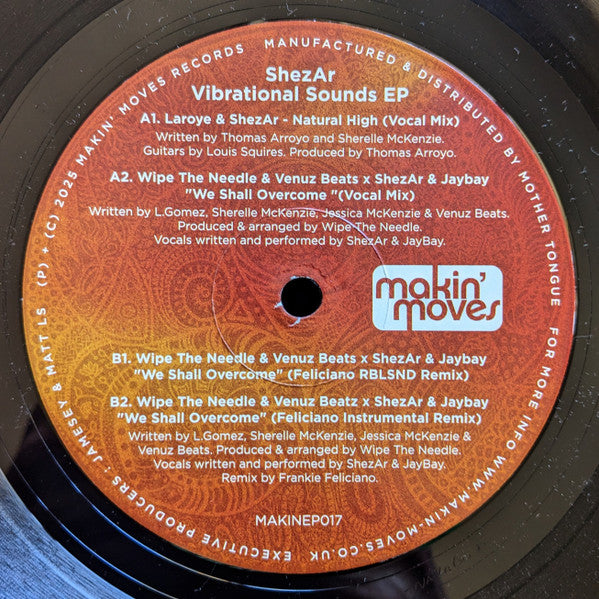 (P) + (C) 2025 MAKIN' MOVES RECORDS MANUFACTURED & DISTRIBUTED BY MOTHER TONGUE FOR MORE INFO WWW.MAKIN-MOVES.CO.UK
EXECUTIVE PRODUCERS : JAMESEY & MATT LS
ShezAr
Vibrational Sounds EP
A1. Laroye & ShezAr - Natural High (Vocal Mix)
Written by Thomas Arroyo and Sherelle McKenzie.
Guitars by Louis Squires. Produced by Thomas Arroyo.
A2. Wipe The Needle & Venuz Beats x ShezAr & Jaybay
"We Shall Overcome "(Vocal Mix)
Written by L.Gomez, Sherelle McKenzie, Jessica McKenzie & Venuz Beats.
Produced & arranged by Wipe The Needle.
Vocals written and performed by ShezAr & JayBay.
makin'
moves
B1. Wipe The Needle & Venuz Beats x ShezAr & Jaybay
"We Shall Overcome" (Feliciano RBLSND Remix)
B2. Wipe The Needle & Venuz Beatz x ShezAr & Jaybay
"We Shall Overcome" (Feliciano Instrumental Remix)
Written by L.Gomez, Sherelle McKenzie, Jessica McKenzie &
Venuz Beats. Produced & arranged by Wipe The Needle.
Vocals written and performed by ShezAr & JayBay.
Remix by Frankie Feliciano.
MAKINEP017